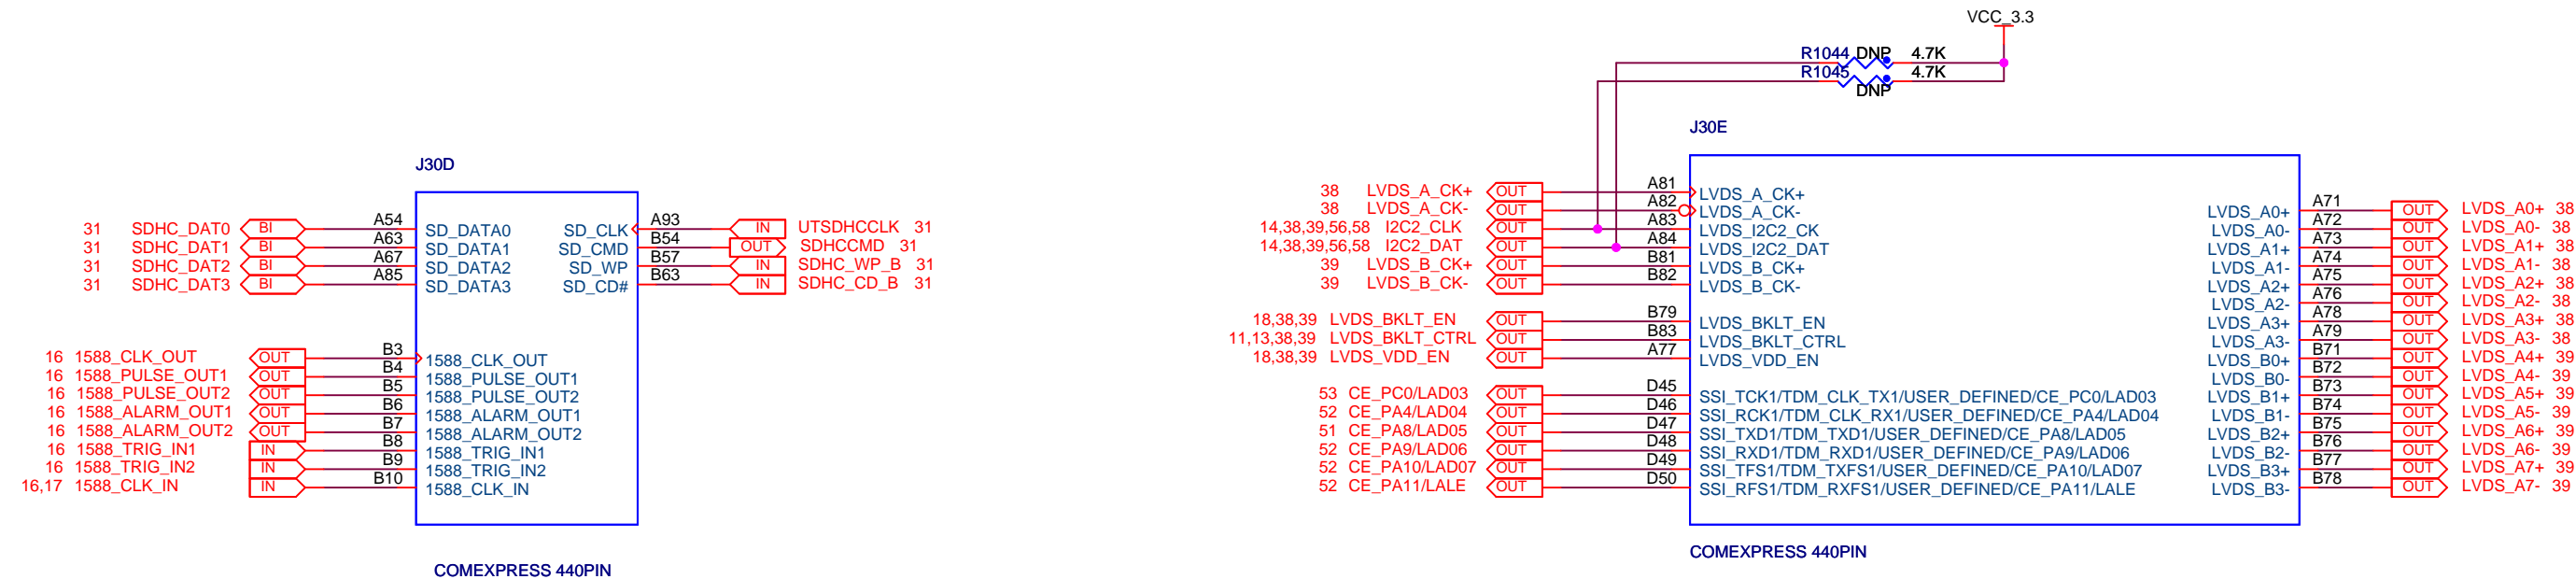 VCC_3.3
R1044 DNP 4.7K
R1045 4.7K
DNP
J30D
31 SDHC_DAT0 BI A54 SD_DATA0 SD_CLK A93 IN UTSDHCCLK 31
31 SDHC_DAT1 BI A63 SD_DATA1 SD_CMD B54 OUT SDHCCMD 31
31 SDHC_DAT2 BI A67 SD_DATA2 SD_WP B57 IN SDHC_WP_B 31
31 SDHC_DAT3 BI A85 SD_DATA3 SD_CD# B63 IN SDHC_CD_B 31
16 1588_CLK_OUT OUT B3 1588_CLK_OUT
16 1588_PULSE_OUT1 OUT B4 1588_PULSE_OUT1
16 1588_PULSE_OUT2 OUT B5 1588_PULSE_OUT2
16 1588_ALARM_OUT1 OUT B6 1588_ALARM_OUT1
16 1588_ALARM_OUT2 OUT B7 1588_ALARM_OUT2
16 1588_TRIG_IN1 IN B8 1588_TRIG_IN1
16 1588_TRIG_IN2 IN B9 1588_TRIG_IN2
16,17 1588_CLK_IN IN B10 1588_CLK_IN
COMEXPRESS 440PIN
J30E
38 LVDS_A_CK+ OUT A81 LVDS_A_CK+
38 LVDS_A_CK- OUT A82 LVDS_A_CK-
14,38,39,56,58 I2C2_CLK OUT A83 LVDS_I2C2_CK
14,38,39,56,58 I2C2_DAT OUT A84 LVDS_I2C2_DAT
39 LVDS_B_CK+ OUT B81 LVDS_B_CK+
39 LVDS_B_CK- OUT B82 LVDS_B_CK-
18,38,39 LVDS_BKLT_EN OUT B79 LVDS_BKLT_EN
11,13,38,39 LVDS_BKLT_CTRL OUT B83 LVDS_BKLT_CTRL
18,38,39 LVDS_VDD_EN OUT A77 LVDS_VDD_EN
53 CE_PC0/LAD03 OUT D45 SSI_TCK1/TDM_CLK_TX1/USER_DEFINED/CE_PC0/LAD03
52 CE_PA4/LAD04 OUT D46 SSI_RCK1/TDM_CLK_RX1/USER_DEFINED/CE_PA4/LAD04
51 CE_PA8/LAD05 OUT D47 SSI_TXD1/TDM_TXD1/USER_DEFINED/CE_PA8/LAD05
52 CE_PA9/LAD06 OUT D48 SSI_RXD1/TDM_RXD1/USER_DEFINED/CE_PA9/LAD06
52 CE_PA10/LAD07 OUT D49 SSI_TFS1/TDM_TXFS1/USER_DEFINED/CE_PA10/LAD07
52 CE_PA11/LALE OUT D50 SSI_RFS1/TDM_RXFS1/USER_DEFINED/CE_PA11/LALE
LVDS_A0+ A71 OUT LVDS_A0+ 38
LVDS_A0- A72 OUT LVDS_A0- 38
LVDS_A1+ A73 OUT LVDS_A1+ 38
LVDS_A1- A74 OUT LVDS_A1- 38
LVDS_A2+ A75 OUT LVDS_A2+ 38
LVDS_A2- A76 OUT LVDS_A2- 38
LVDS_A3+ A78 OUT LVDS_A3+ 38
LVDS_A3- A79 OUT LVDS_A3- 38
LVDS_B0+ B71 OUT LVDS_A4+ 39
LVDS_B0- B72 OUT LVDS_A4- 39
LVDS_B1+ B73 OUT LVDS_A5+ 39
LVDS_B1- B74 OUT LVDS_A5- 39
LVDS_B2+ B75 OUT LVDS_A6+ 39
LVDS_B2- B76 OUT LVDS_A6- 39
LVDS_B3+ B77 OUT LVDS_A7+ 39
LVDS_B3- B78 OUT LVDS_A7- 39
COMEXPRESS 440PIN